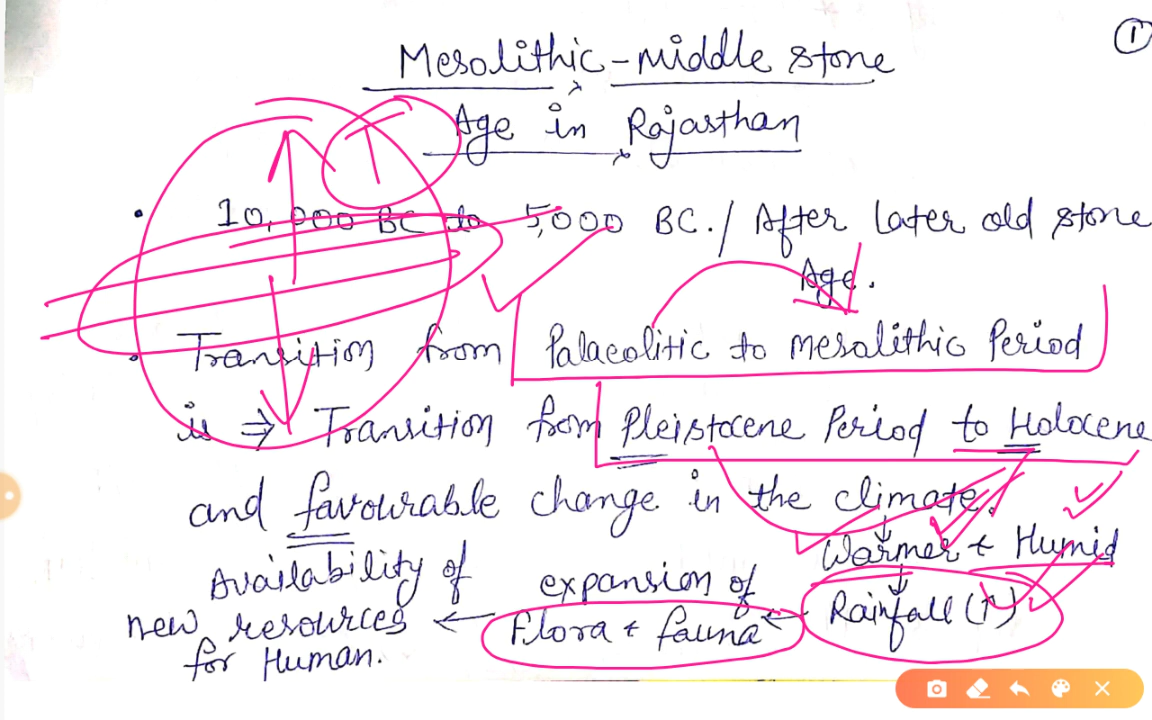 ①
Mesolithic - middle stone
Age in Rajasthan
• 10,000 BC to 5,000 BC. / After later old stone
Age.
• Transition from Palaeolitic to mesolithic Period
is ⇒ Transition from Pleistocene Period to Holocene
and favourable change in the climate.
↓
Warmer + Humid
↓
Rainfall (↑)
← expansion of
Flora + fauna
← Availability of
new resources
for Human.